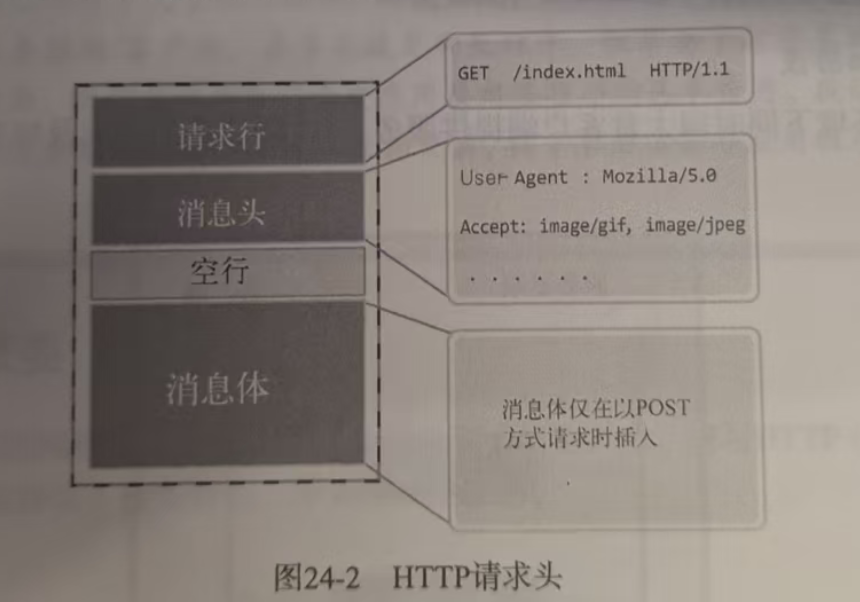 GET /index.html HTTP/1.1
请求行
User-Agent : Mozilla/5.0
消息头
Accept: image/gif, image/jpeg
空行
. . . . . .
消息体
消息体仅在以POST
方式请求时插入
图24-2 HTTP请求头